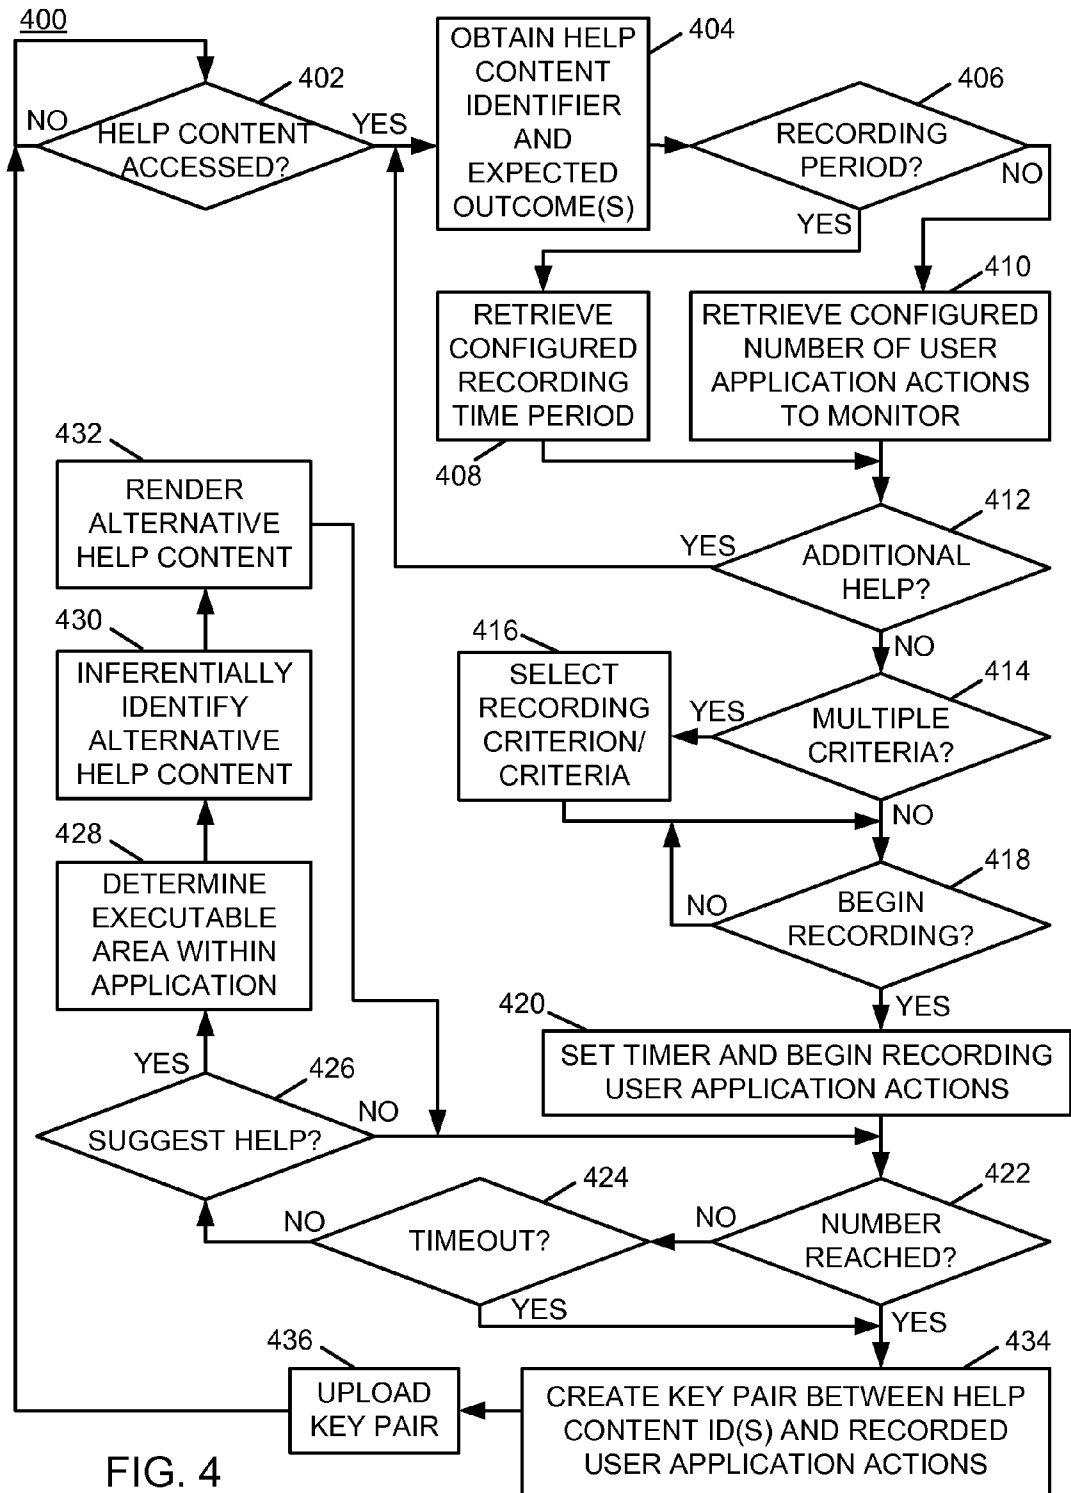 400
402
HELP CONTENT
ACCESSED?
NO
YES
404
OBTAIN HELP
CONTENT
IDENTIFIER
AND
EXPECTED
OUTCOME(S)
406
RECORDING
PERIOD?
NO
YES
408
RETRIEVE
CONFIGURED
RECORDING
TIME PERIOD
410
RETRIEVE CONFIGURED
NUMBER OF USER
APPLICATION ACTIONS
TO MONITOR
412
ADDITIONAL
HELP?
YES
NO
414
MULTIPLE
CRITERIA?
YES
NO
416
SELECT
RECORDING
CRITERION/
CRITERIA
418
BEGIN
RECORDING?
NO
YES
420
SET TIMER AND BEGIN RECORDING
USER APPLICATION ACTIONS
422
NUMBER
REACHED?
NO
YES
424
TIMEOUT?
NO
YES
426
SUGGEST HELP?
YES
NO
428
DETERMINE
EXECUTABLE
AREA WITHIN
APPLICATION
430
INFERENTIALLY
IDENTIFY
ALTERNATIVE
HELP CONTENT
432
RENDER
ALTERNATIVE
HELP CONTENT
434
CREATE KEY PAIR BETWEEN HELP
CONTENT ID(S) AND RECORDED
USER APPLICATION ACTIONS
436
UPLOAD
KEY PAIR
FIG. 4